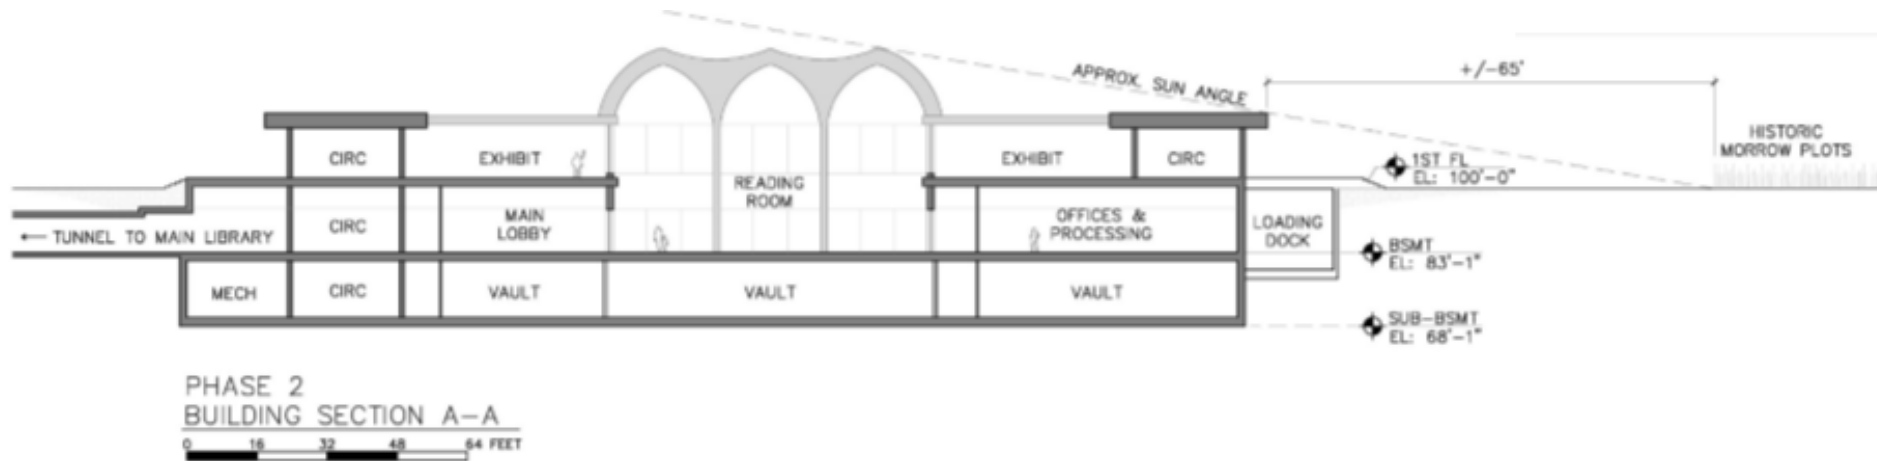 APPROX. SUN ANGLE
+/-65'
HISTORIC
MORROW PLOTS
CIRC
EXHIBIT
READING
ROOM
EXHIBIT
CIRC
1ST FL
EL: 100'-0"
TUNNEL TO MAIN LIBRARY
CIRC
MAIN
LOBBY
OFFICES &
PROCESSING
LOADING
DOCK
BSMT
EL: 83'-1"
MECH
CIRC
VAULT
VAULT
VAULT
SUB-BSMT
EL: 68'-1"
PHASE 2
BUILDING SECTION A-A
0 16 32 48 64 FEET